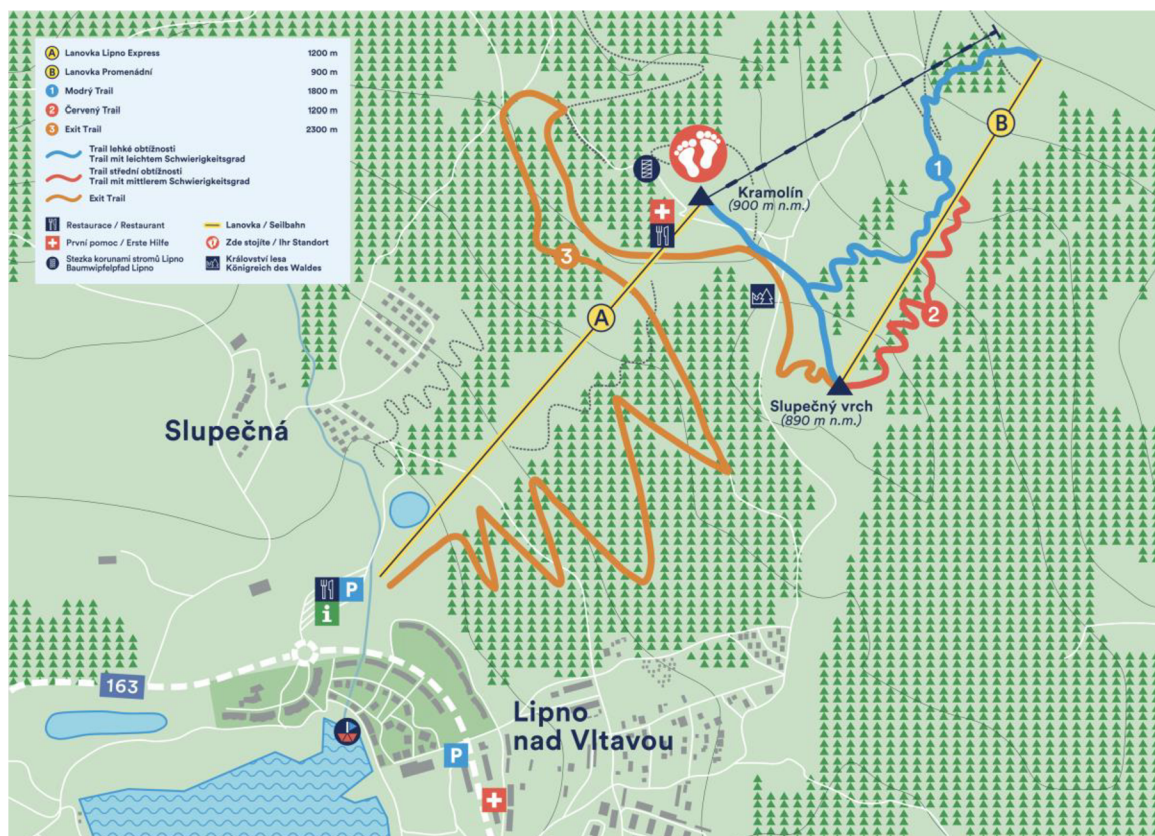 A Lanovka Lipno Express 1200 m
B Lanovka Promenádní 900 m
1 Modrý Trail 1800 m
2 Červený Trail 1200 m
3 Exit Trail 2300 m
Trail lehké obtížnosti
Trail mit leichtem Schwierigkeitsgrad
Trail střední obtížnosti
Trail mit mittlerem Schwierigkeitsgrad
Exit Trail
Restaurace / Restaurant
Lanovka / Seilbahn
První pomoc / Erste Hilfe
Zde stojíte / Ihr Standort
Stezka korunami stromů Lipno
Baumwipfelpfad Lipno
Království lesa
Königreich des Waldes
B
1
Kramolín
(900 m n.m.)
3
A
2
Slupečný vrch
(890 m n.m.)
Slupečná
P
i
163
Lipno
nad Vltavou
P